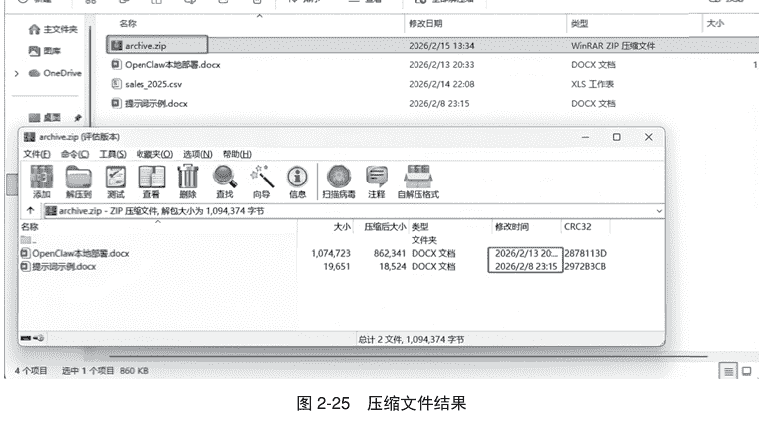 名称 修改日期 类型 大小
主文件夹
archive.zip 2026/2/15 13:34 WinRAR ZIP 压缩文件
图库
OpenClaw本地部署.docx 2026/2/13 20:33 DOCX 文档 1
OneDrive
sales_2025.csv 2026/2/14 22:08 XLS 工作表
提示词示例.docx 2026/2/8 23:15 DOCX 文档
桌面
archive.zip (评估版本)
文件(F) 命令(C) 工具(S) 收藏夹(O) 选项(N) 帮助(H)
添加 解压到 测试 查看 删除 查找 向导 信息 扫描病毒 注释 自解压格式
archive.zip - ZIP 压缩文件, 解包大小为 1,094,374 字节
名称 大小 压缩后大小 类型 修改时间 CRC32
.. 文件夹
OpenClaw本地部署.docx 1,074,723 862,341 DOCX 文档 2026/2/13 20... 2878113D
提示词示例.docx 19,651 18,524 DOCX 文档 2026/2/8 23:15 2972B3CB
总计 2 文件, 1,094,374 字节
4 个项目 选中 1 个项目 860 KB
图 2-25 压缩文件结果